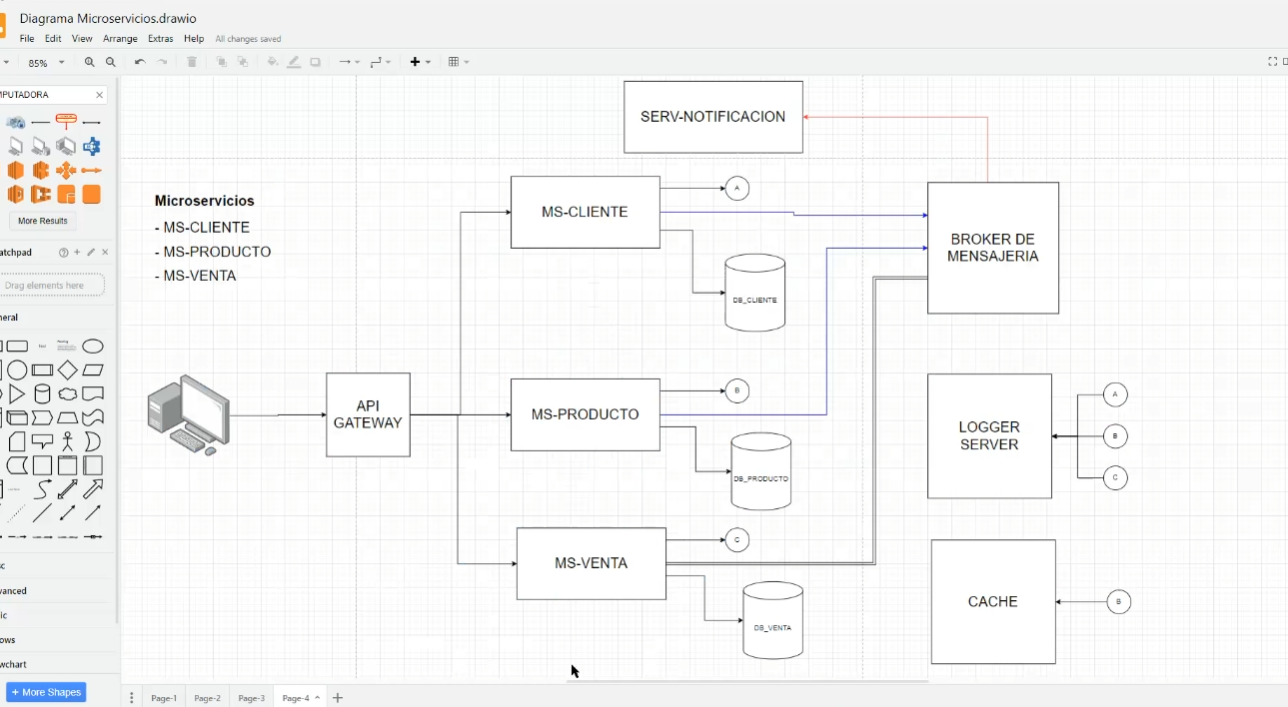 Diagrama Microservicios.drawio
File Edit View Arrange Extras Help All changes saved
85%
MPUTADORA
More Results
atchpad
Drag elements here
neral
vanced
ic
ows
wchart
+ More Shapes
Microservicios
- MS-CLIENTE
- MS-PRODUCTO
- MS-VENTA
API
GATEWAY
SERV-NOTIFICACION
MS-CLIENTE
A
DB_CLIENTE
BROKER DE
MENSAJERIA
MS-PRODUCTO
B
DB_PRODUCTO
LOGGER
SERVER
A
B
C
MS-VENTA
C
DB_VENTA
CACHE
B
Page-1 Page-2 Page-3 Page-4